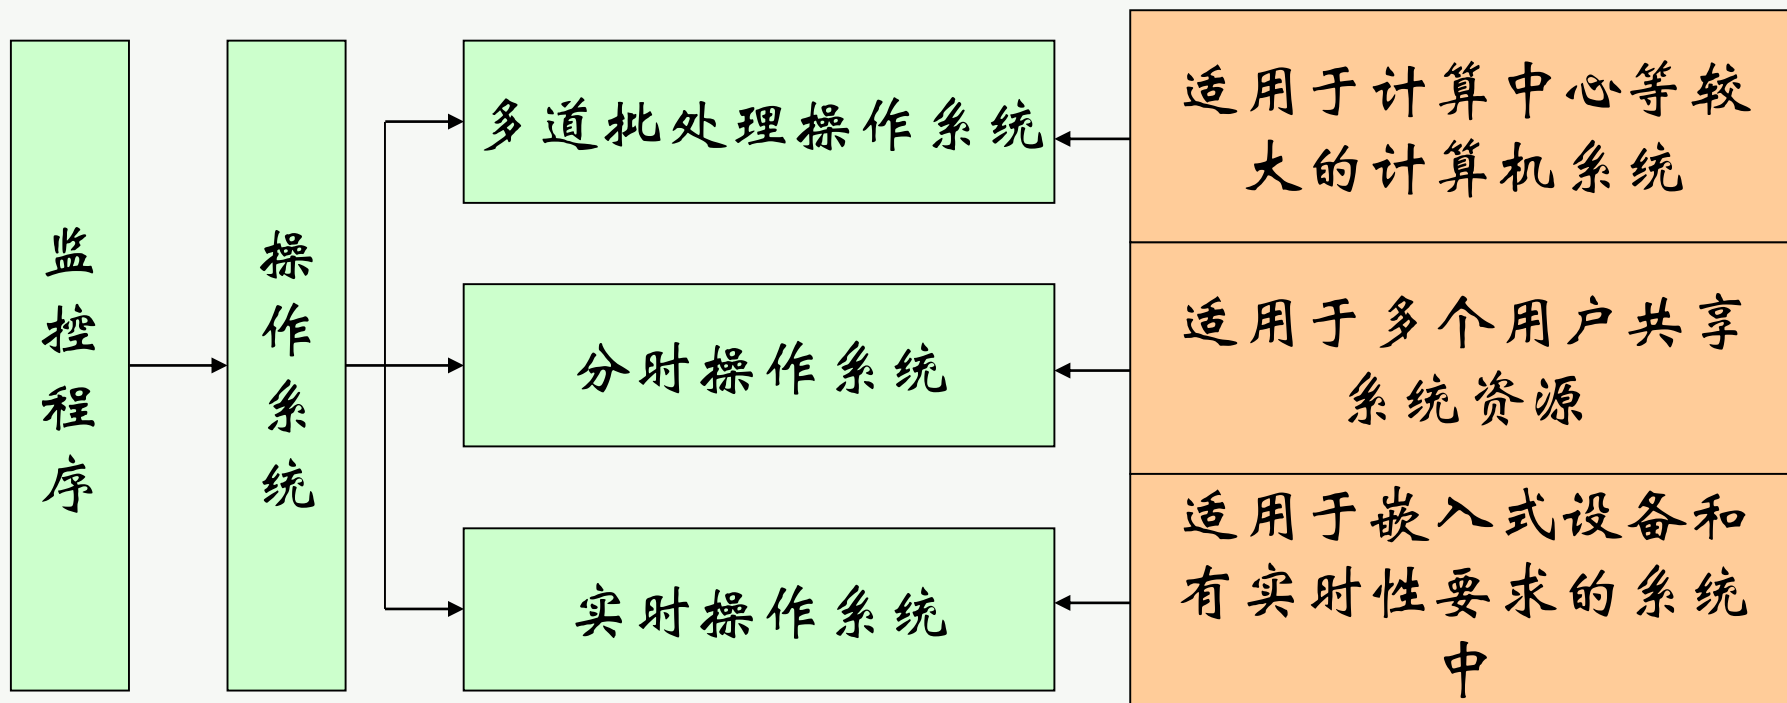 监控程序
操作系统
多道批处理操作系统
分时操作系统
实时操作系统
适用于计算中心等较
大的计算机系统
适用于多个用户共享
系统资源
适用于嵌入式设备和
有实时性要求的系统
中